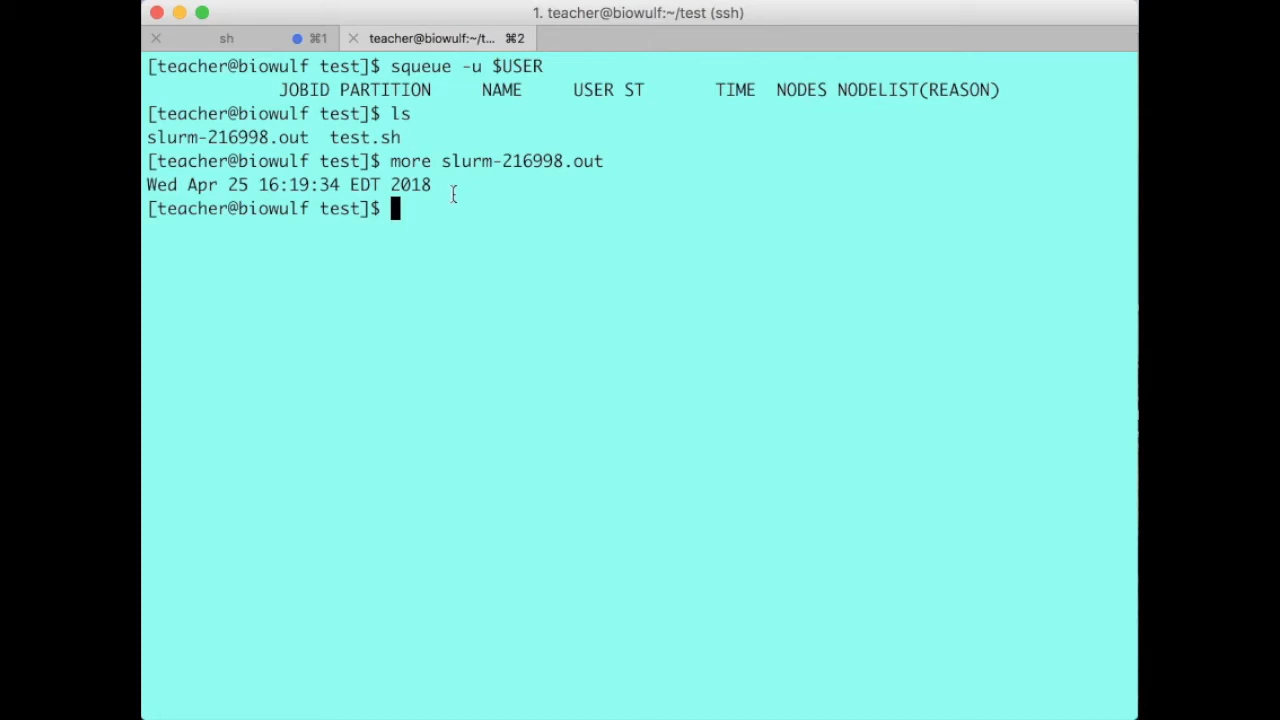 1. teacher@biowulf:~/test (ssh)
sh ⌘1 teacher@biowulf:~/t... ⌘2
[teacher@biowulf test]$ squeue -u $USER
JOBID PARTITION NAME USER ST TIME NODES NODELIST(REASON)
[teacher@biowulf test]$ ls
slurm-216998.out test.sh
[teacher@biowulf test]$ more slurm-216998.out
Wed Apr 25 16:19:34 EDT 2018
[teacher@biowulf test]$